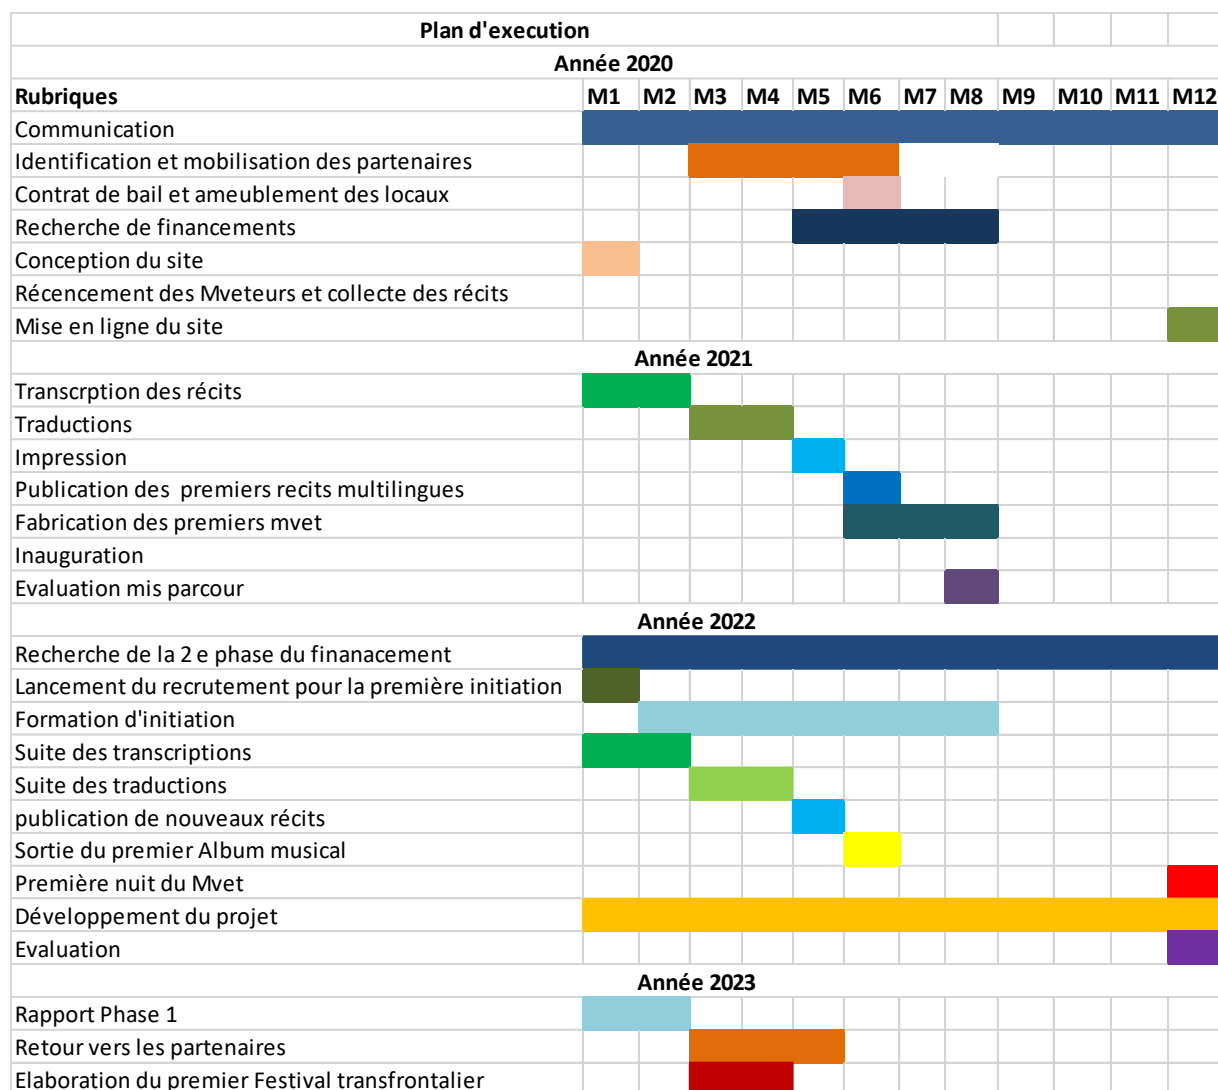 Plan d'execution
Année 2020
Rubriques M1 M2 M3 M4 M5 M6 M7 M8 M9 M10 M11 M12
Communication
Identification et mobilisation des partenaires
Contrat de bail et ameublement des locaux
Recherche de financements
Conception du site
Récencement des Mveteurs et collecte des récits
Mise en ligne du site
Année 2021
Transcrption des récits
Traductions
Impression
Publication des premiers recits multilingues
Fabrication des premiers mvet
Inauguration
Evaluation mis parcour
Année 2022
Recherche de la 2 e phase du finanacement
Lancement du recrutement pour la première initiation
Formation d'initiation
Suite des transcriptions
Suite des traductions
publication de nouveaux récits
Sortie du premier Album musical
Première nuit du Mvet
Développement du projet
Evaluation
Année 2023
Rapport Phase 1
Retour vers les partenaires
Elaboration du premier Festival transfrontalier